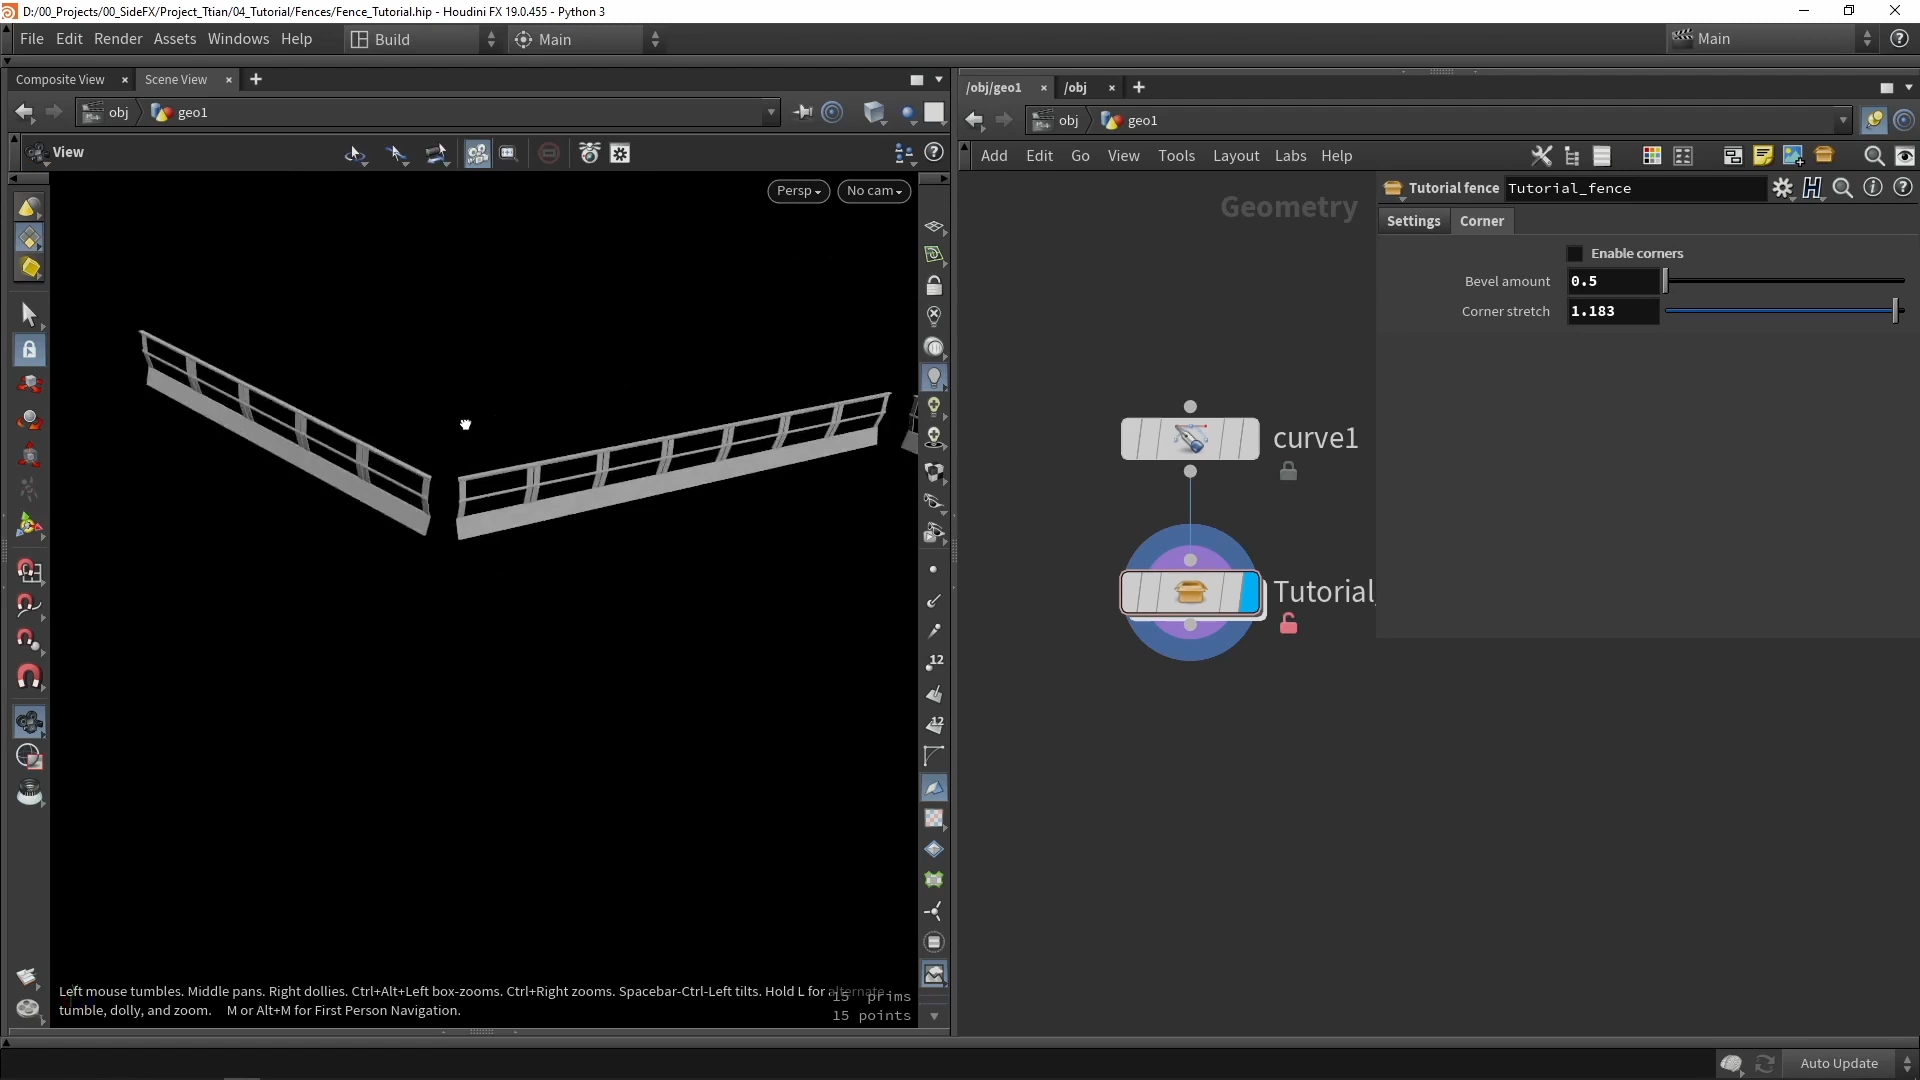 D:/00_Projects/00_SideFX/Project_Ttian/04_Tutorial/Fences/Fence_Tutorial.hip - Houdini FX 19.0.455 - Python 3
File Edit Render Assets Windows Help Build Main Main
Composite View Scene View
/obj/geo1 /obj
obj geo1
obj geo1
View
Add Edit Go View Tools Layout Labs Help
Persp No cam
Geometry
Tutorial fence Tutorial_fence
Settings Corner
Enable corners
Bevel amount 0.5
Corner stretch 1.183
curve1
Tutorial_
12
12
Left mouse tumbles. Middle pans. Right dollies. Ctrl+Alt+Left box-zooms. Ctrl+Right zooms. Spacebar-Ctrl-Left tilts. Hold L for alternate
tumble, dolly, and zoom. M or Alt+M for First Person Navigation.
15 prims
15 points
Auto Update